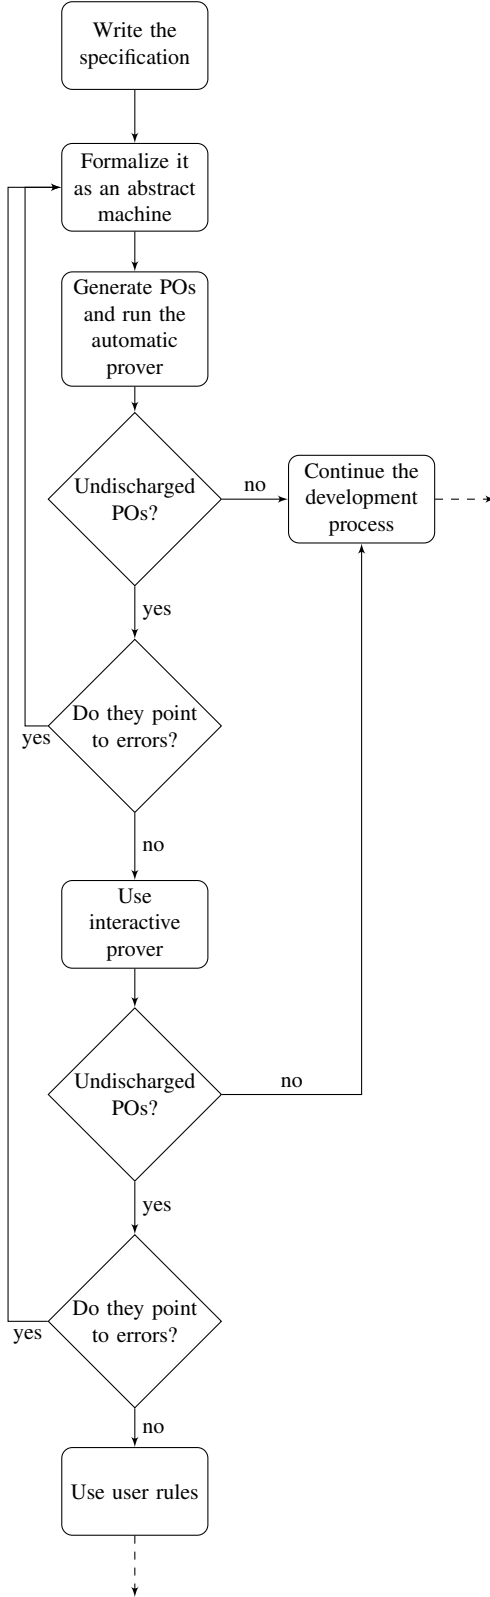 Write the
specification
Formalize it
as an abstract
machine
Generate POs
and run the
automatic
prover
Undischarged
POs?
no
Continue the
development
process
yes
Do they point
to errors?
yes
no
Use
interactive
prover
Undischarged
POs?
no
yes
Do they point
to errors?
yes
no
Use user rules